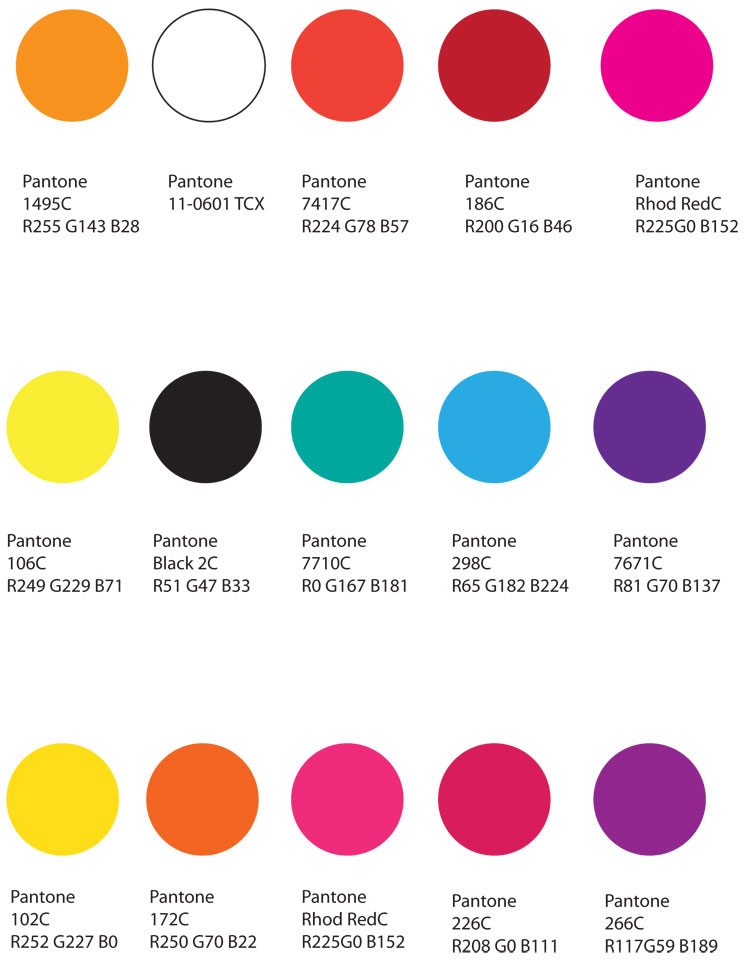 Pantone
1495C
R255 G143 B28
Pantone
11-0601 TCX
Pantone
7417C
R224 G78 B57
Pantone
186C
R200 G16 B46
Pantone
Rhod RedC
R225G0 B152
Pantone
106C
R249 G229 B71
Pantone
Black 2C
R51 G47 B33
Pantone
7710C
R0 G167 B181
Pantone
298C
R65 G182 B224
Pantone
7671C
R81 G70 B137
Pantone
102C
R252 G227 B0
Pantone
172C
R250 G70 B22
Pantone
Rhod RedC
R225G0 B152
Pantone
226C
R208 G0 B111
Pantone
266C
R117G59 B189